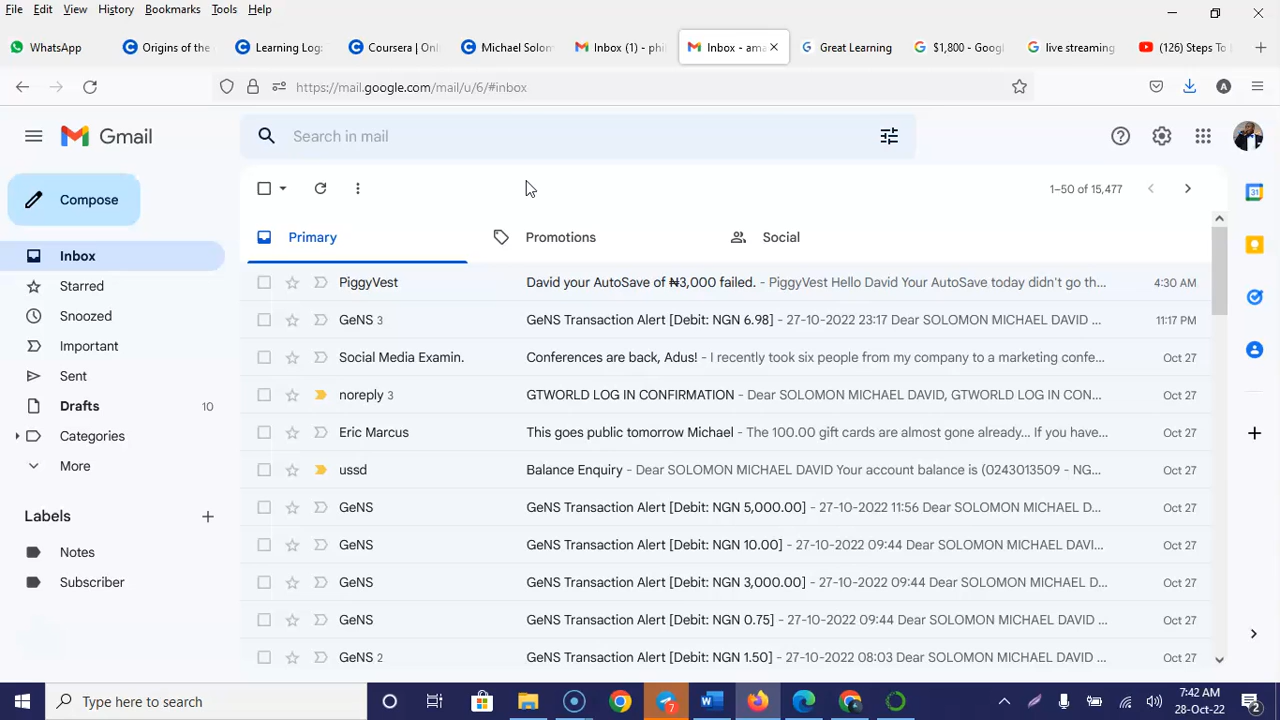 File Edit View History Bookmarks Tools Help
WhatsApp Origins of the Learning Log: Coursera | Onl Michael Solom Inbox (1) - phi Inbox - ama Great Learning $1,800 - Goog live streaming (126) Steps To
https://mail.google.com/mail/u/6/#inbox A
Gmail Search in mail
Compose 1–50 of 15,477
31
Primary Promotions Social
Inbox
Starred
Snoozed
Important
Sent
Drafts 10
Categories
More
Labels
Notes
Subscriber
PiggyVest David your AutoSave of ₦3,000 failed. - PiggyVest Hello David Your AutoSave today didn't go th... 4:30 AM
GeNS 3 GeNS Transaction Alert [Debit: NGN 6.98] - 27-10-2022 23:17 Dear SOLOMON MICHAEL DAVID ... 11:17 PM
Social Media Examin. Conferences are back, Adus! - I recently took six people from my company to a marketing confe... Oct 27
noreply 3 GTWORLD LOG IN CONFIRMATION - Dear SOLOMON MICHAEL DAVID, GTWORLD LOG IN CON... Oct 27
Eric Marcus This goes public tomorrow Michael - The 100.00 gift cards are almost gone already... If you have... Oct 27
ussd Balance Enquiry - Dear SOLOMON MICHAEL DAVID Your account balance is (0243013509 - NG... Oct 27
GeNS GeNS Transaction Alert [Debit: NGN 5,000.00] - 27-10-2022 11:56 Dear SOLOMON MICHAEL D... Oct 27
GeNS GeNS Transaction Alert [Debit: NGN 10.00] - 27-10-2022 09:44 Dear SOLOMON MICHAEL DAVI... Oct 27
GeNS GeNS Transaction Alert [Debit: NGN 3,000.00] - 27-10-2022 09:44 Dear SOLOMON MICHAEL D... Oct 27
GeNS GeNS Transaction Alert [Debit: NGN 0.75] - 27-10-2022 09:44 Dear SOLOMON MICHAEL DAVID ... Oct 27
GeNS 2 GeNS Transaction Alert [Debit: NGN 1.50] - 27-10-2022 08:03 Dear SOLOMON MICHAEL DAVID ... Oct 27
Type here to search 7 7:42 AM
28-Oct-22 2